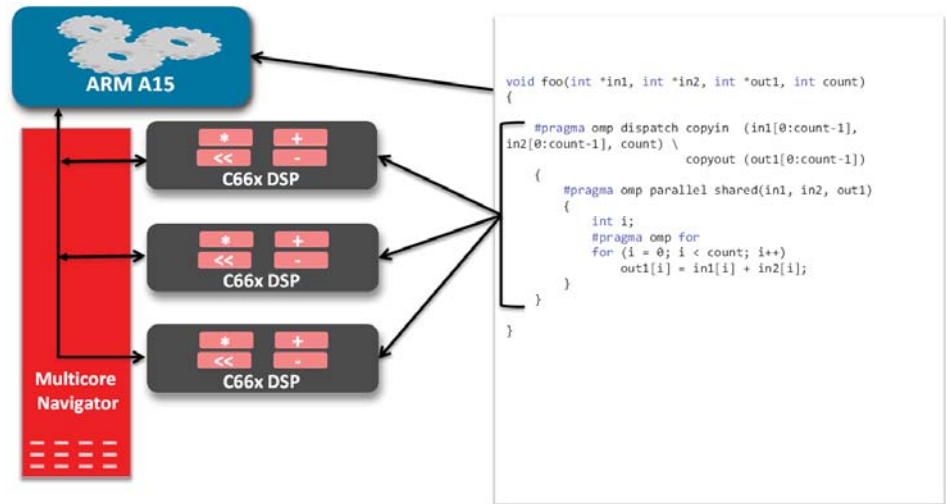 ARM A15
* +
<< -
C66x DSP
* +
<< -
C66x DSP
* +
<< -
C66x DSP
Multicore
Navigator
void foo(int *in1, int *in2, int *out1, int count)
{
#pragma omp dispatch copyin (in1[0:count-1],
in2[0:count-1], count) \
copyout (out1[0:count-1])
{
#pragma omp parallel shared(in1, in2, out1)
{
int i;
#pragma omp for
for (i = 0; i < count; i++)
out1[i] = in1[i] + in2[i];
}
}
}